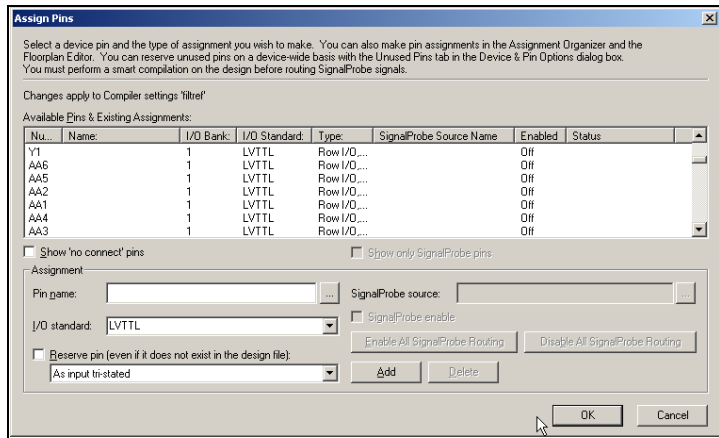 Assign Pins
Select a device pin and the type of assignment you wish to make. You can also make pin assignments in the Assignment Organizer and the
Floorplan Editor. You can reserve unused pins on a device-wide basis with the Unused Pins tab in the Device & Pin Options dialog box.
You must perform a smart compilation on the design before routing SignalProbe signals.
Changes apply to Compiler settings 'filtref'
Available Pins & Existing Assignments:
Nu... Name: I/O Bank: I/O Standard: Type: SignalProbe Source Name Enabled Status
Y1 1 LVTTL Row I/O,... Off
AA6 1 LVTTL Row I/O,... Off
AA5 1 LVTTL Row I/O,... Off
AA2 1 LVTTL Row I/O,... Off
AA1 1 LVTTL Row I/O,... Off
AA4 1 LVTTL Row I/O,... Off
AA3 1 LVTTL Row I/O,... Off
Show 'no connect' pins Show only SignalProbe pins
Assignment
Pin name: ... SignalProbe source: ...
I/O standard: LVTTL SignalProbe enable
Enable All SignalProbe Routing Disable All SignalProbe Routing
Reserve pin (even if it does not exist in the design file):
As input tri-stated Add Delete
OK Cancel